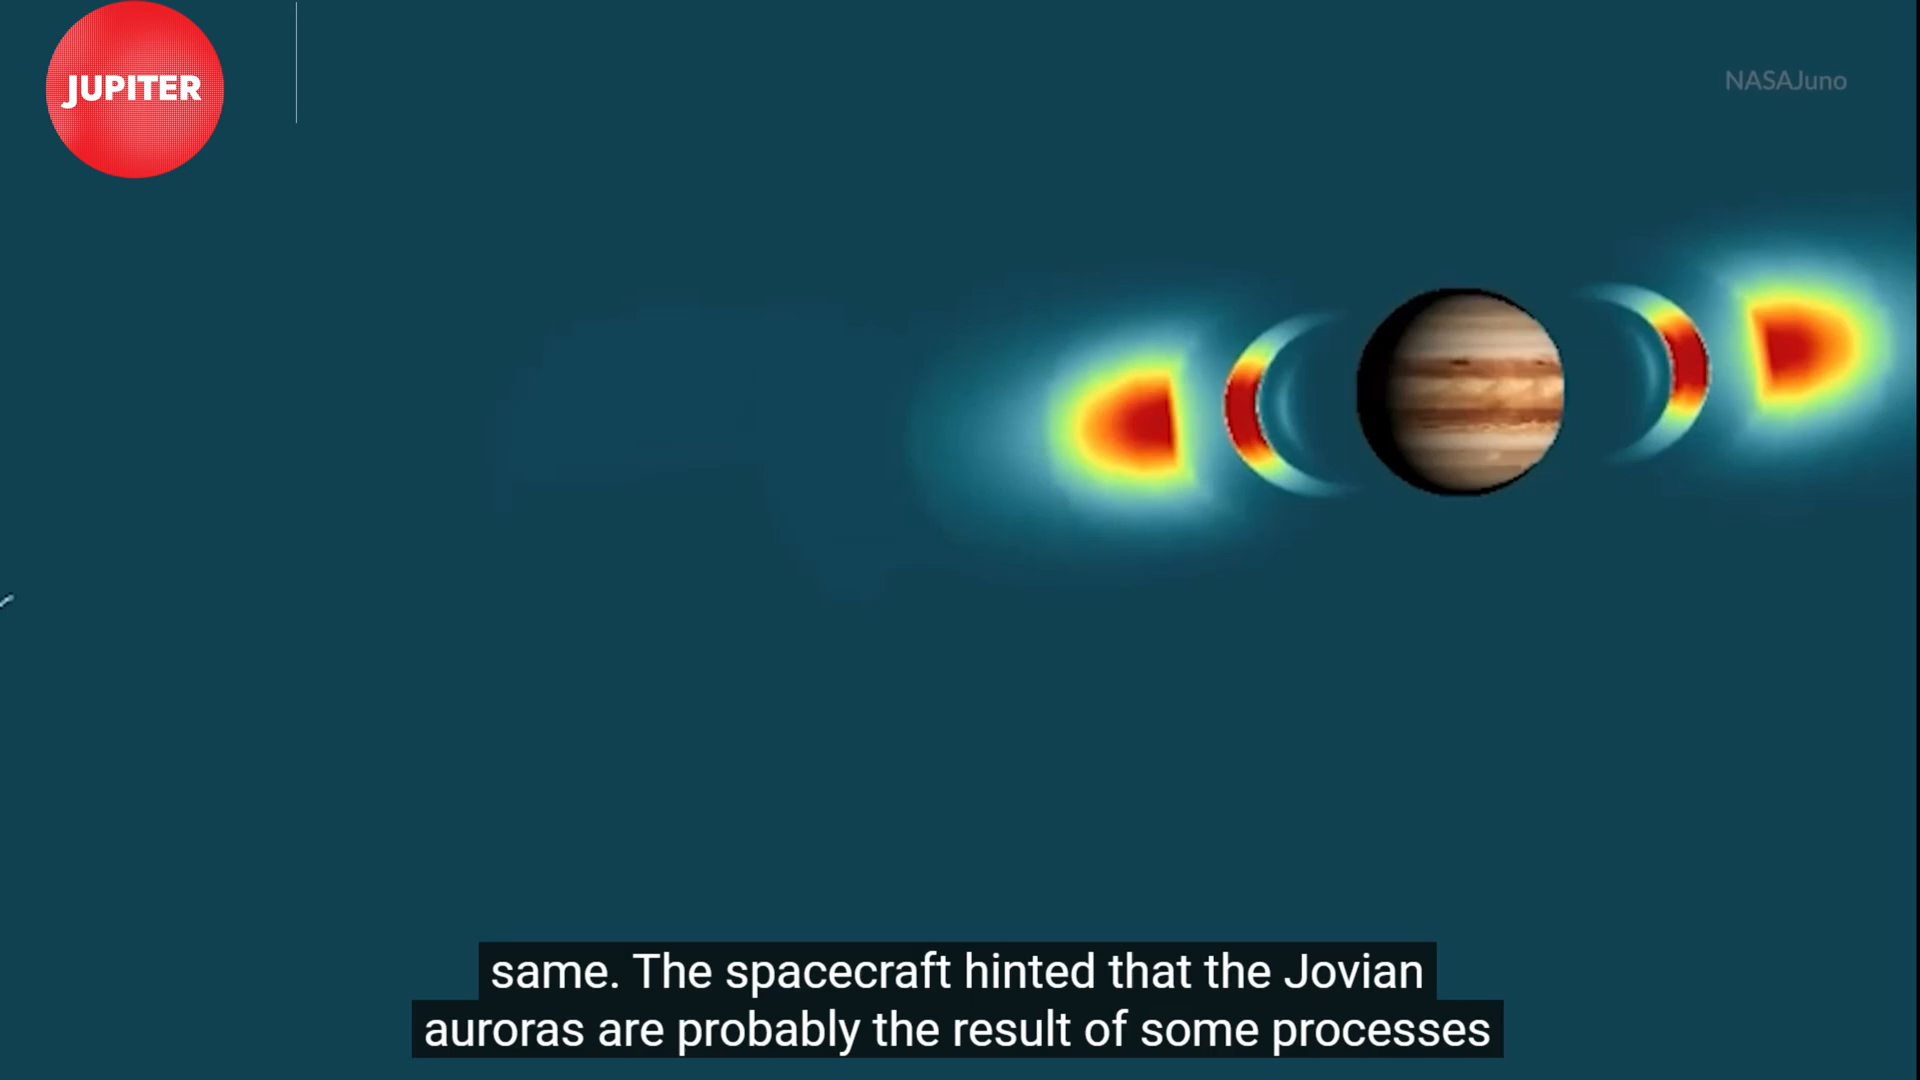 JUPITER
NASAJuno
same. The spacecraft hinted that the Jovian
auroras are probably the result of some processes